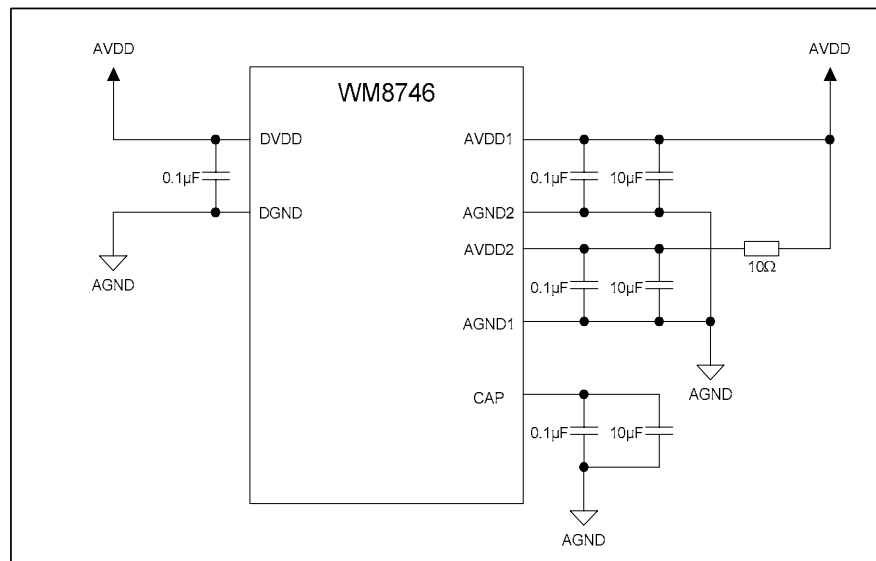 AVDD
AVDD
WM8746
DVDD
AVDD1
0.1µF
0.1µF
10µF
DGND
AGND2
AVDD2
10Ω
AGND
0.1µF
10µF
AGND1
AGND
CAP
0.1µF
10µF
AGND